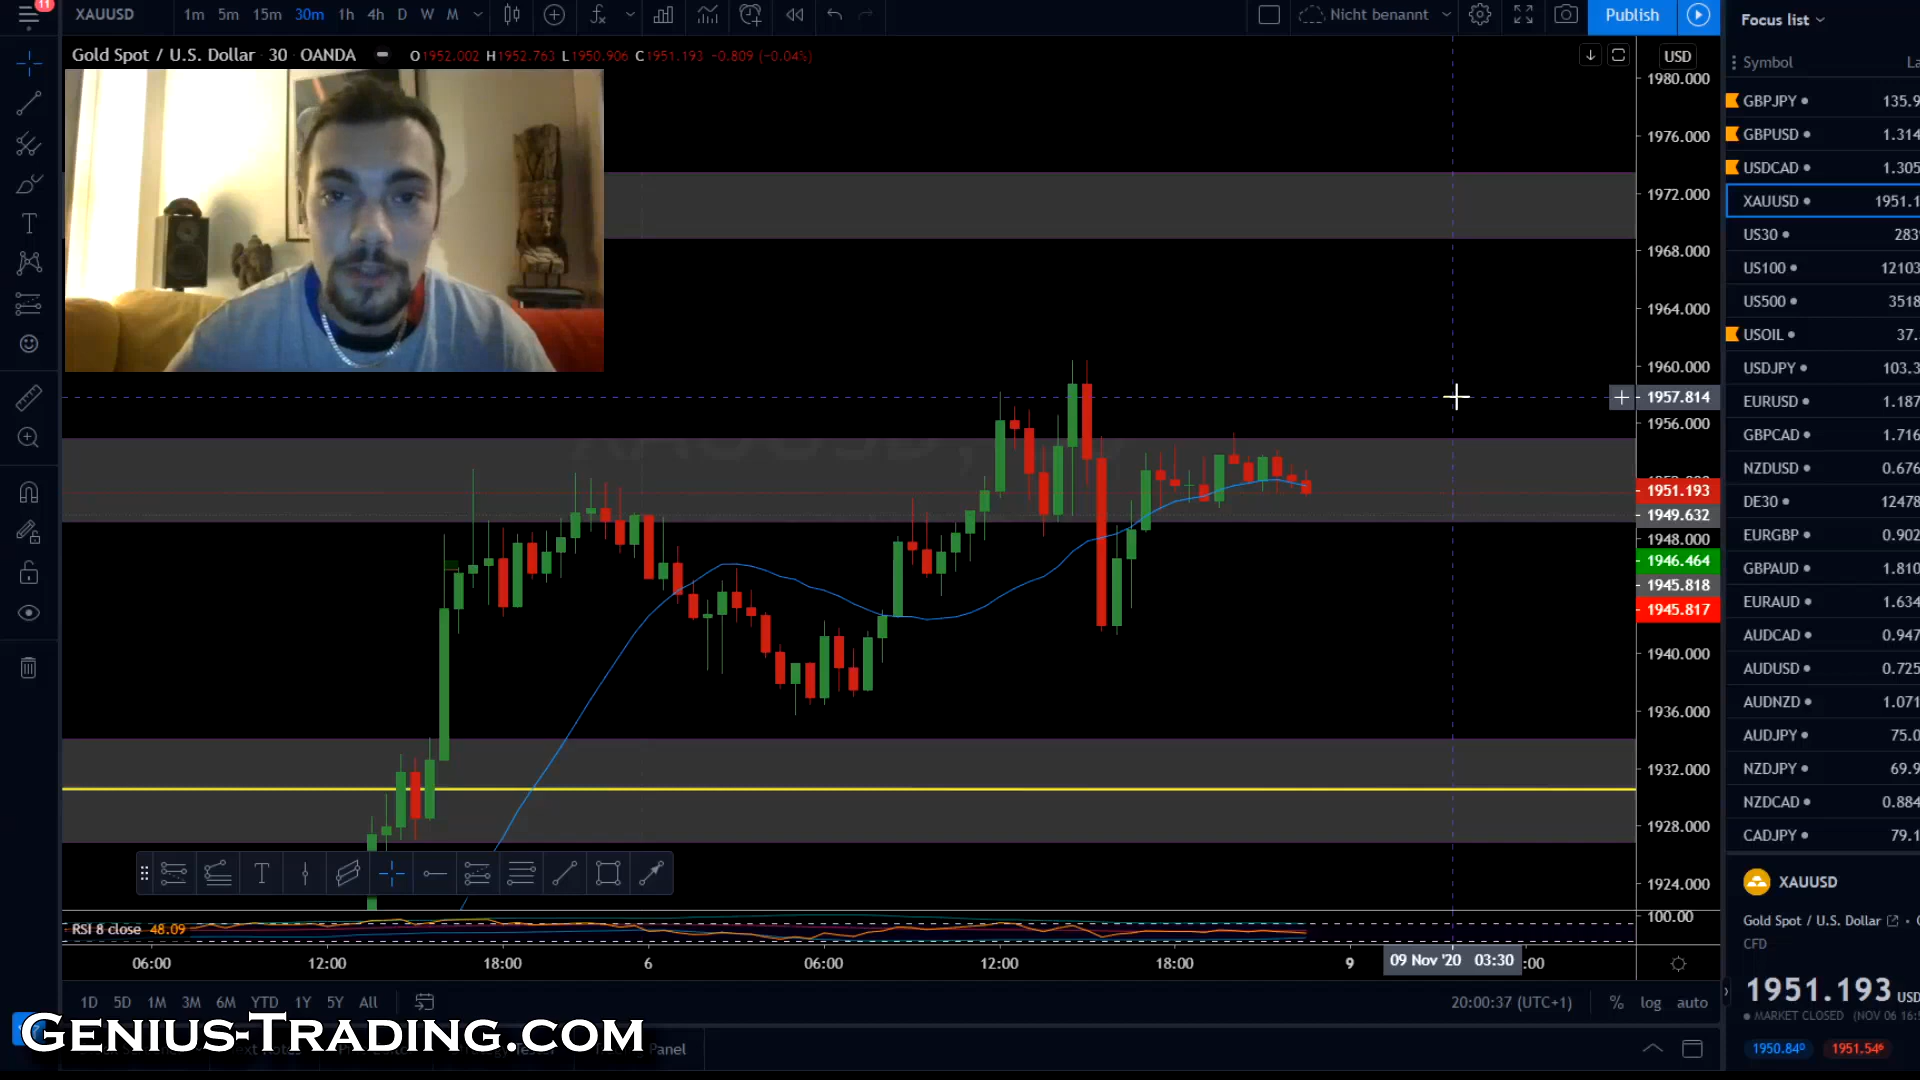 11
XAUUSD 1m 5m 15m 30m 1h 4h D W M Nicht benannt Publish Focus list
Gold Spot / U.S. Dollar 30 OANDA O1952.002 H1952.763 L1950.906 C1951.193 -0.809 (-0.04%) USD
Symbol
1980.000
1976.000
1972.000
1968.000
1964.000
1960.000
1957.814
1956.000
1951.193
1949.632
1948.000
1946.464
1945.818
1945.817
1940.000
1936.000
1932.000
1928.000
1924.000
100.00
GBPJPY 135.9
GBPUSD 1.314
USDCAD 1.305
XAUUSD 1951.1
US30 283
US100 12103
US500 3518
USOIL 37.
USDJPY 103.3
EURUSD 1.187
GBPCAD 1.716
NZDUSD 0.676
DE30 12478
EURGBP 0.902
GBPAUD 1.810
EURAUD 1.634
AUDCAD 0.947
AUDUSD 0.725
AUDNZD 1.071
AUDJPY 75.0
NZDJPY 69.9
NZDCAD 0.884
CADJPY 79.1
XAUUSD
Gold Spot / U.S. Dollar
CFD
1951.193 USD
MARKET CLOSED (NOV 06 16:5
1950.840 1951.546
RSI 8 close 48.09
06:00 12:00 18:00 6 06:00 12:00 18:00 9 09 Nov '20 03:30 :00
1D 5D 1M 3M 6M YTD 1Y 5Y All 20:00:37 (UTC+1) % log auto
GENIUS-TRADING.COM
Panel